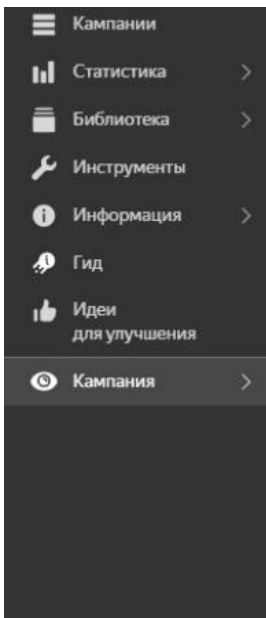 Кампании
Статистика
Библиотека
Инструменты
Информация
Гид
Идеи
для улучшения
Кампания